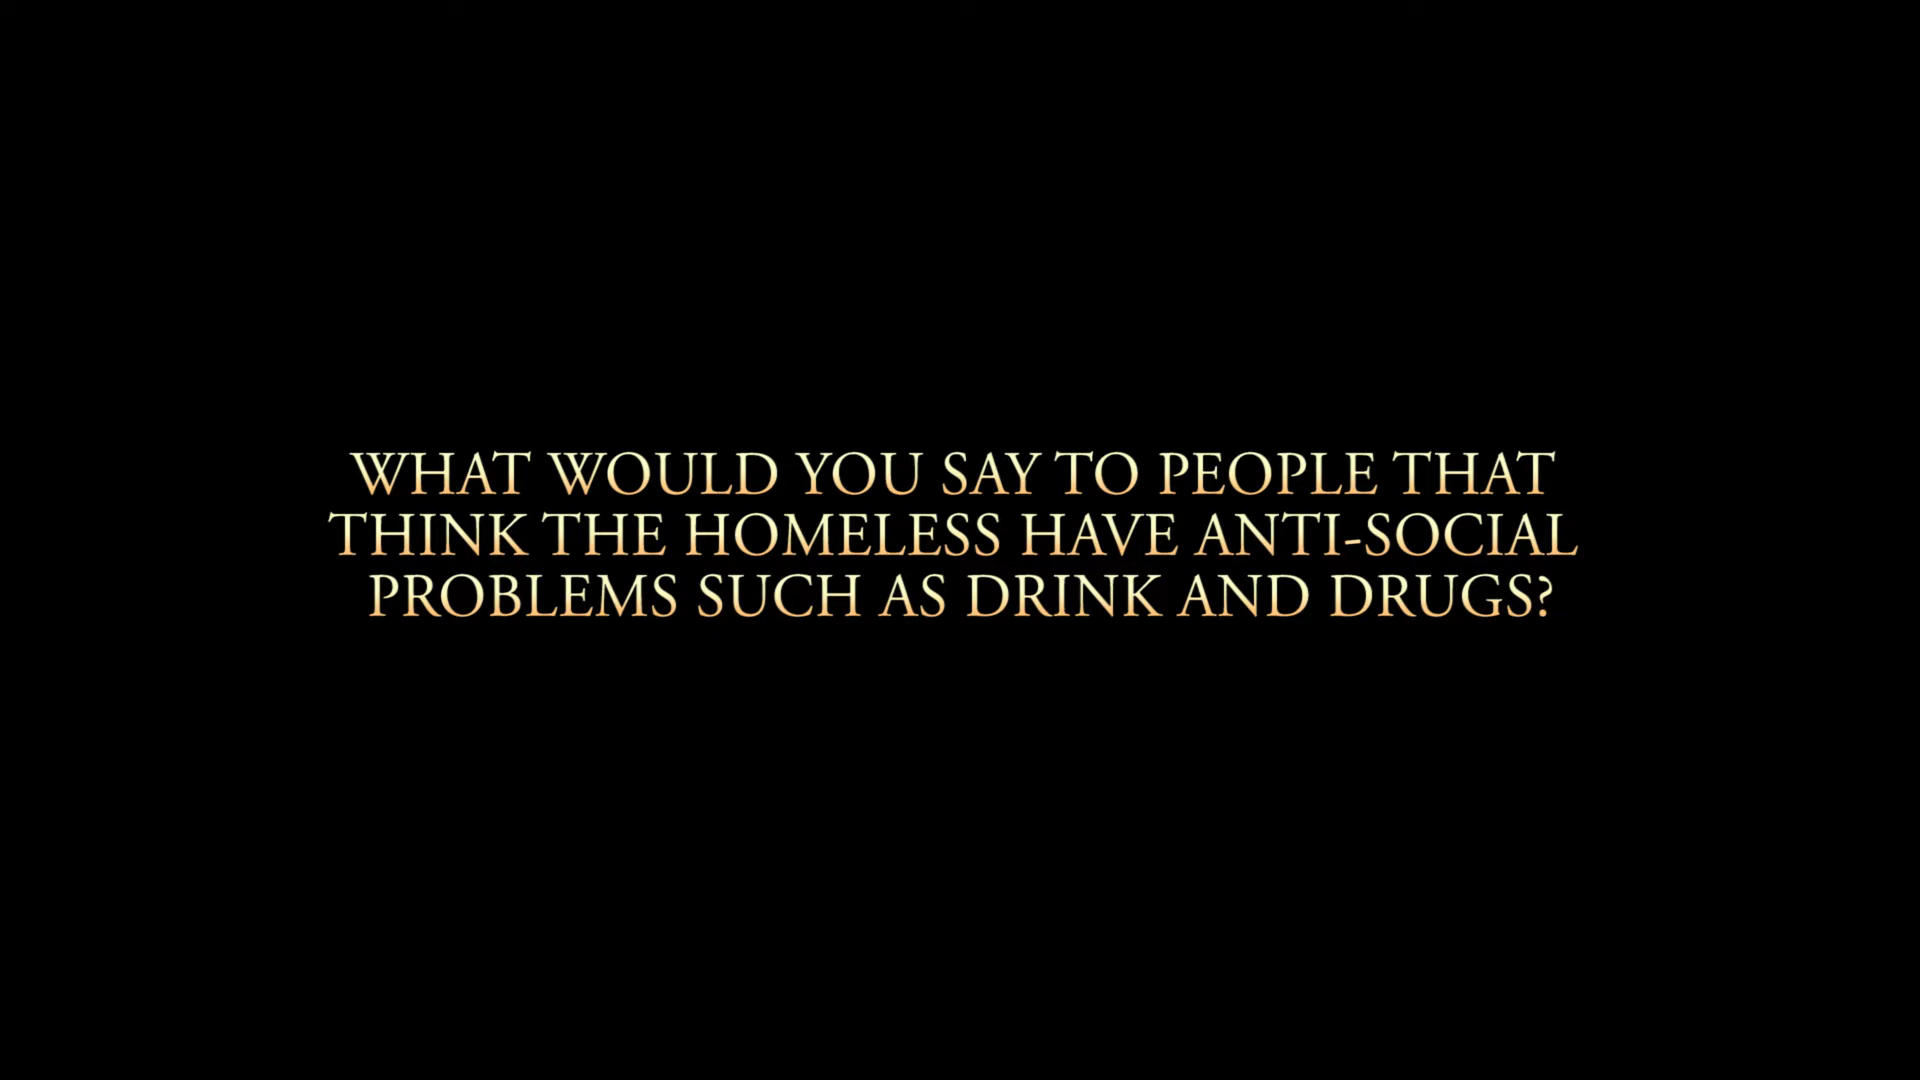 WHAT WOULD YOU SAY TO PEOPLE THAT
THINK THE HOMELESS HAVE ANTI-SOCIAL
PROBLEMS SUCH AS DRINK AND DRUGS?